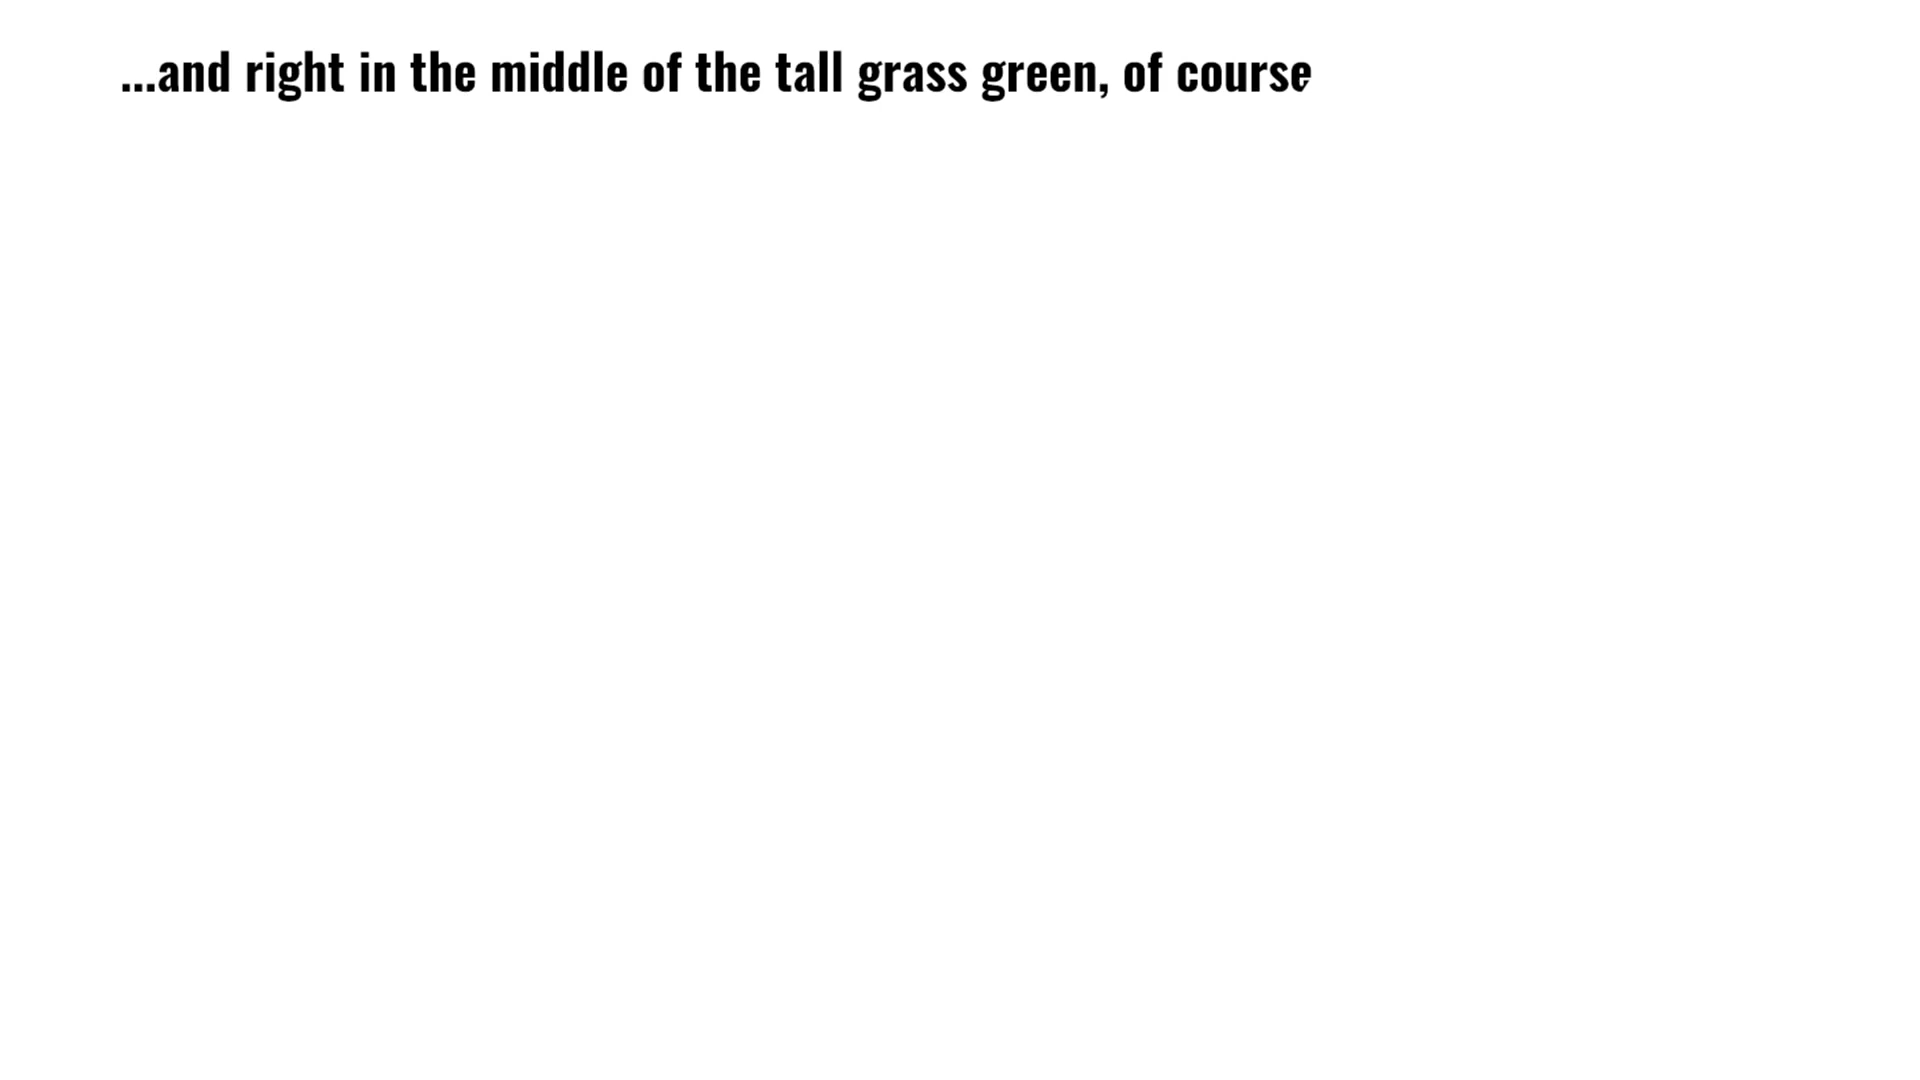 ...and right in the middle of the tall grass green, of course